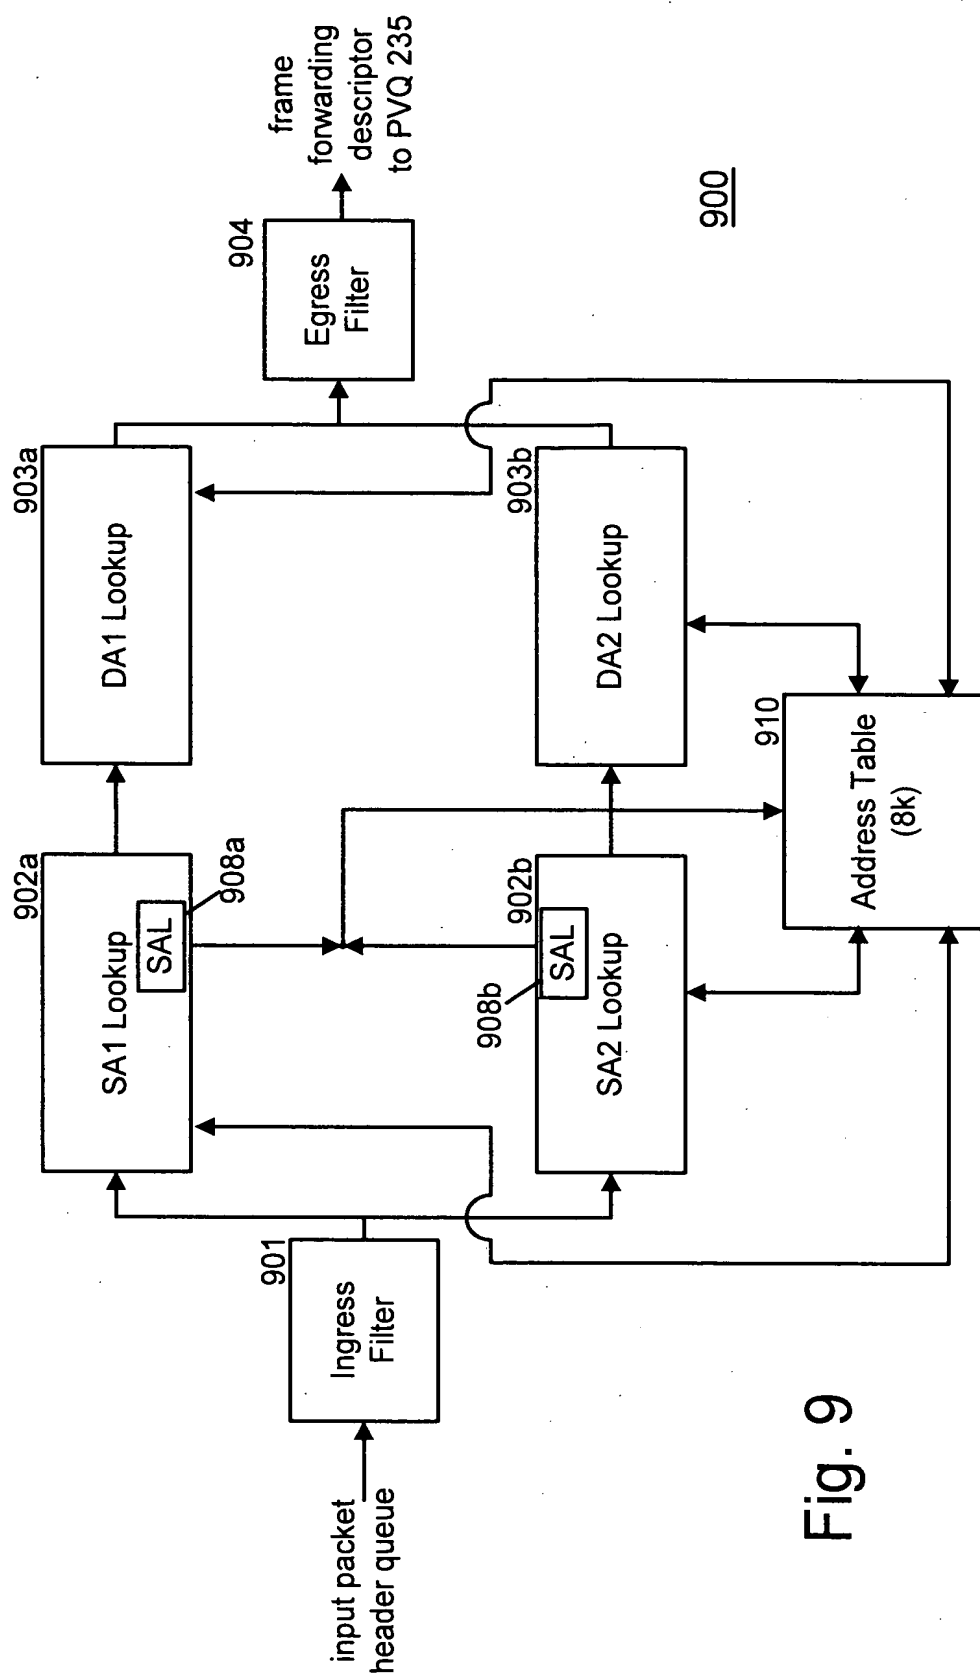 input packet
header queue
901
Ingress
Filter
902a
SA1 Lookup
SAL
908a
902b
SA2 Lookup
SAL
908b
903a
DA1 Lookup
903b
DA2 Lookup
904
Egress
Filter
frame
forwarding
descriptor
to PVQ 235
910
Address Table
(8k)
900
Fig. 9